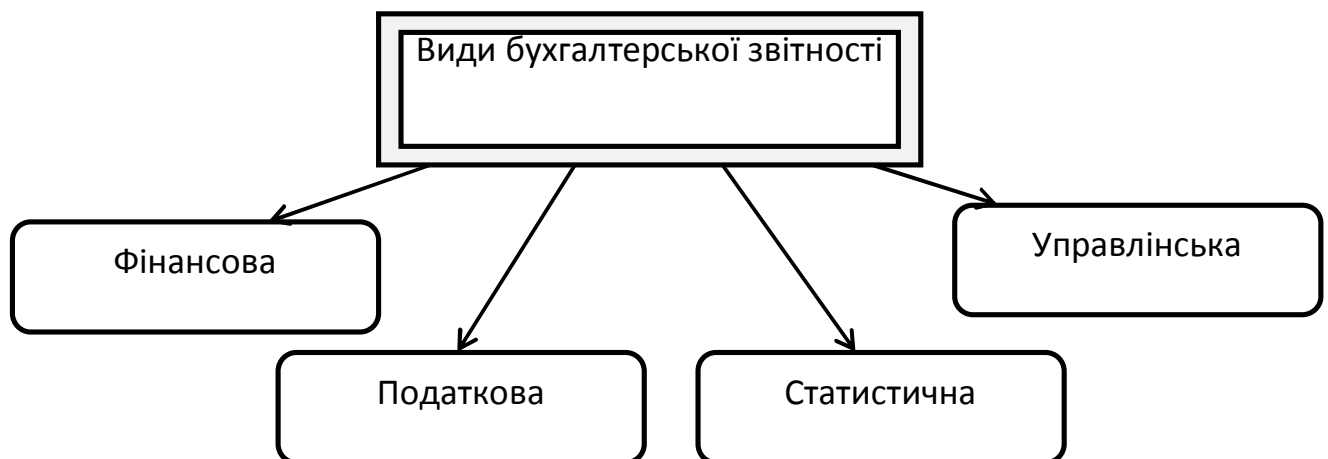 Види бухгалтерської звітності
Фінансова
Управлінська
Податкова
Статистична